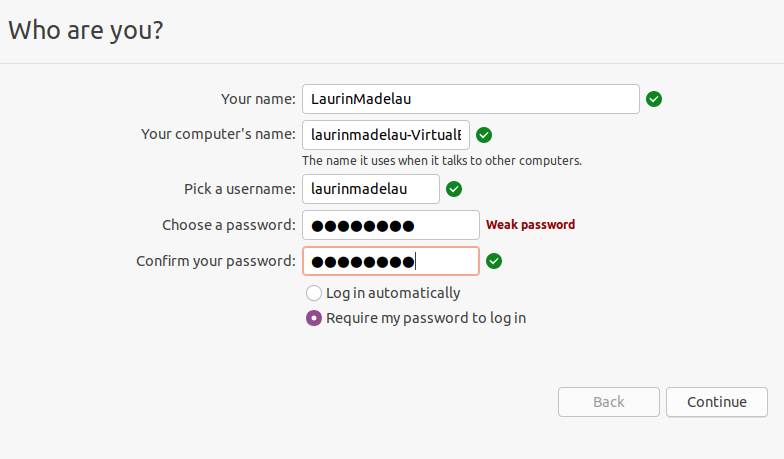 Who are you?
Your name: LaurinMadelau
Your computer's name: laurinmadelau-VirtualB
The name it uses when it talks to other computers.
Pick a username: laurinmadelau
Choose a password: ●●●●●●●● Weak password
Confirm your password: ●●●●●●●●
Log in automatically
Require my password to log in
Back Continue